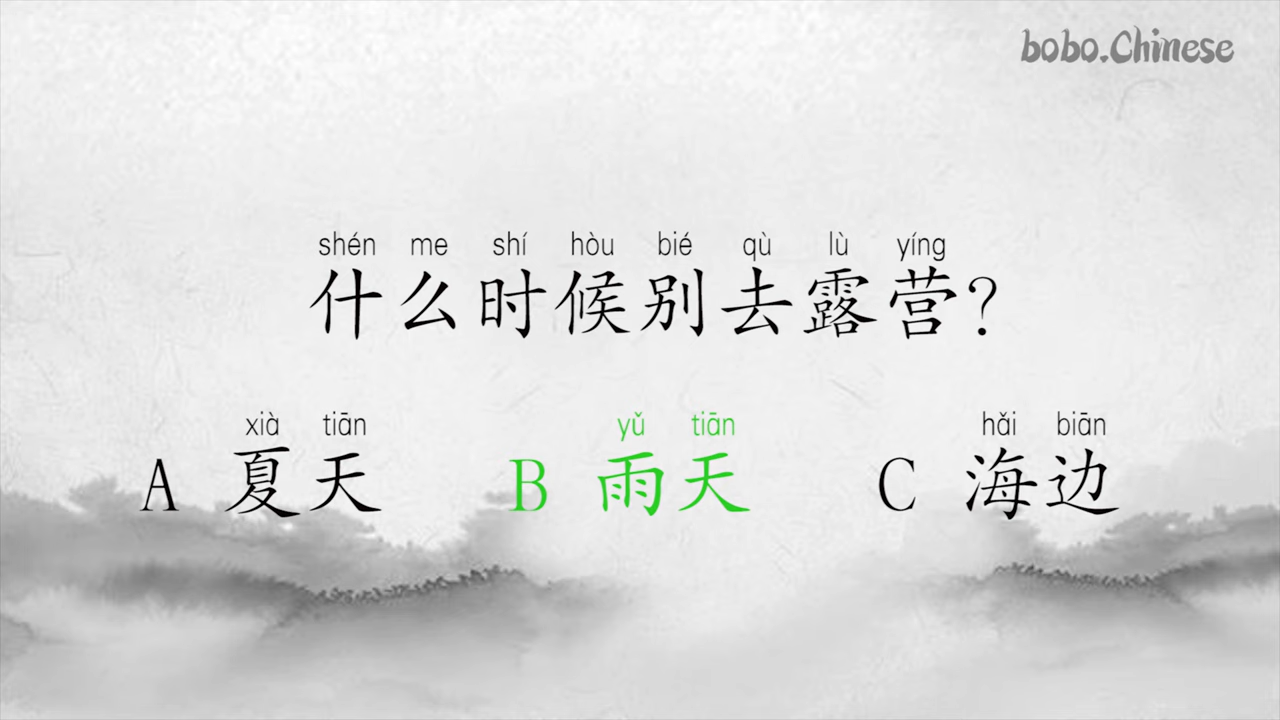 bobo.Chinese
shén me shí hòu bié qù lù yíng
什么时候别去露营?
xià tiān yǔ tiān hǎi biān
A 夏天 B 雨天 C 海边